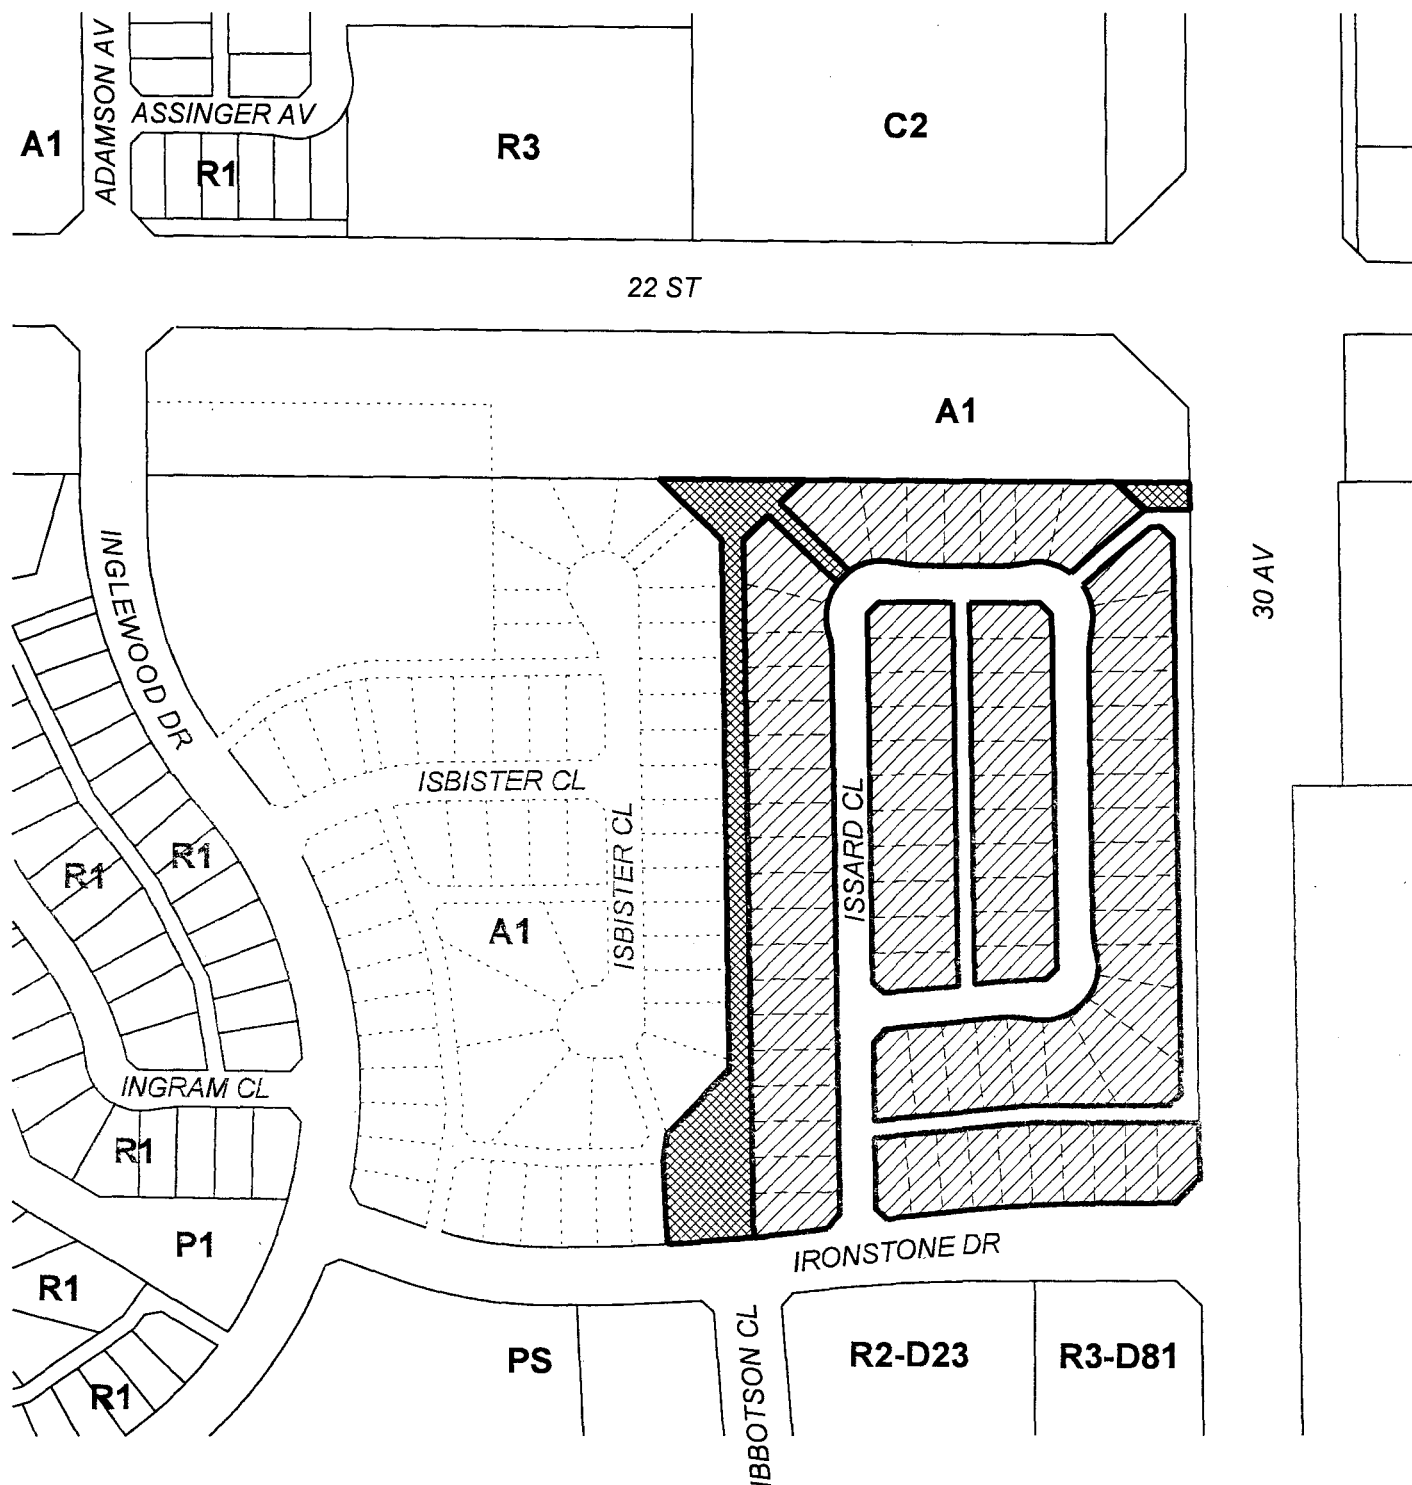 ADAMSON AV
ASSINGER AV
A1
R1
R3
C2
22 ST
A1
30 AV
INGLEWOOD DR
ISBISTER CL
ISBISTER CL
ISSARD CL
R1
R1
A1
INGRAM CL
R1
P1
IRONSTONE DR
R1
R1
PS
IBBOTSON CL
R2-D23
R3-D81